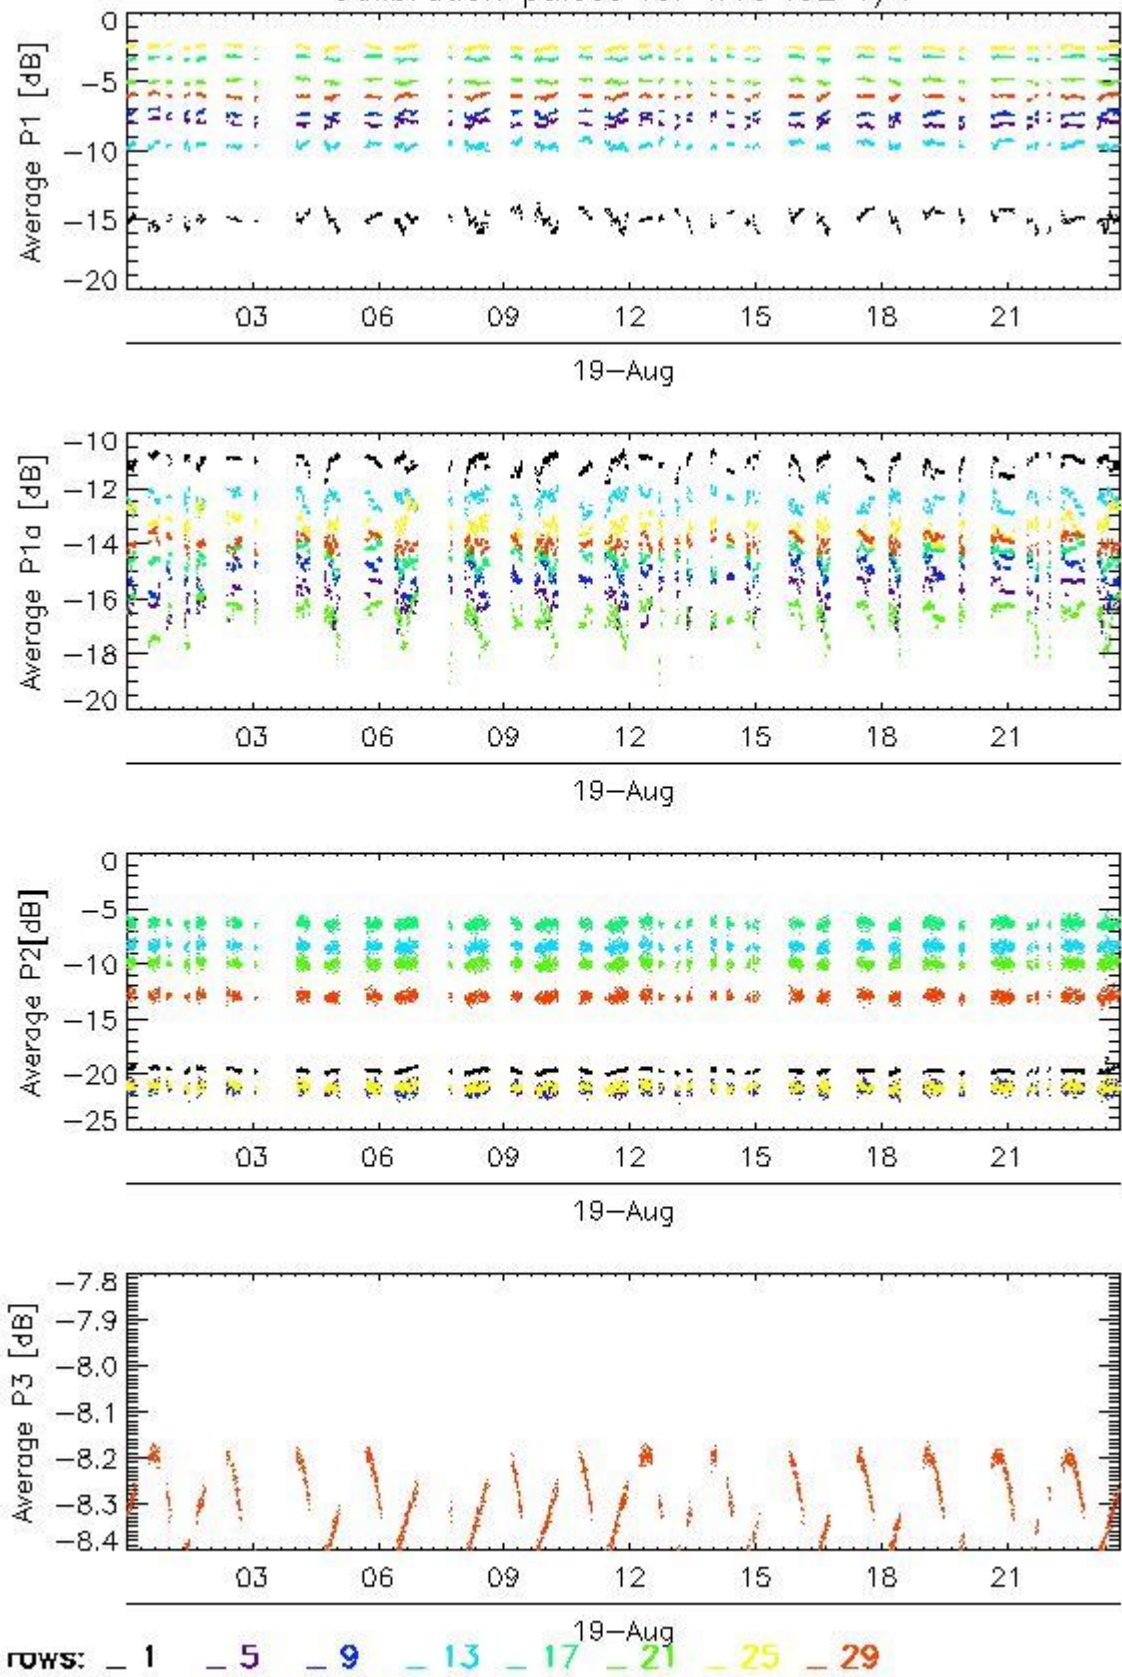 0
−5
−10
−15
−20
Average P1 [dB]
03 06 09 12 15 18 21
19−Aug
−10
−12
−14
−16
−18
−20
Average P1a [dB]
03 06 09 12 15 18 21
19−Aug
0
−5
−10
−15
−20
−25
Average P2[dB]
03 06 09 12 15 18 21
19−Aug
−7.8
−7.9
−8.0
−8.1
−8.2
−8.3
−8.4
Average P3 [dB]
03 06 09 12 15 18 21
19−Aug
rows: _ 1 _ 5 _ 9 _ 13 _ 17 _ 21 _ 25 _ 29